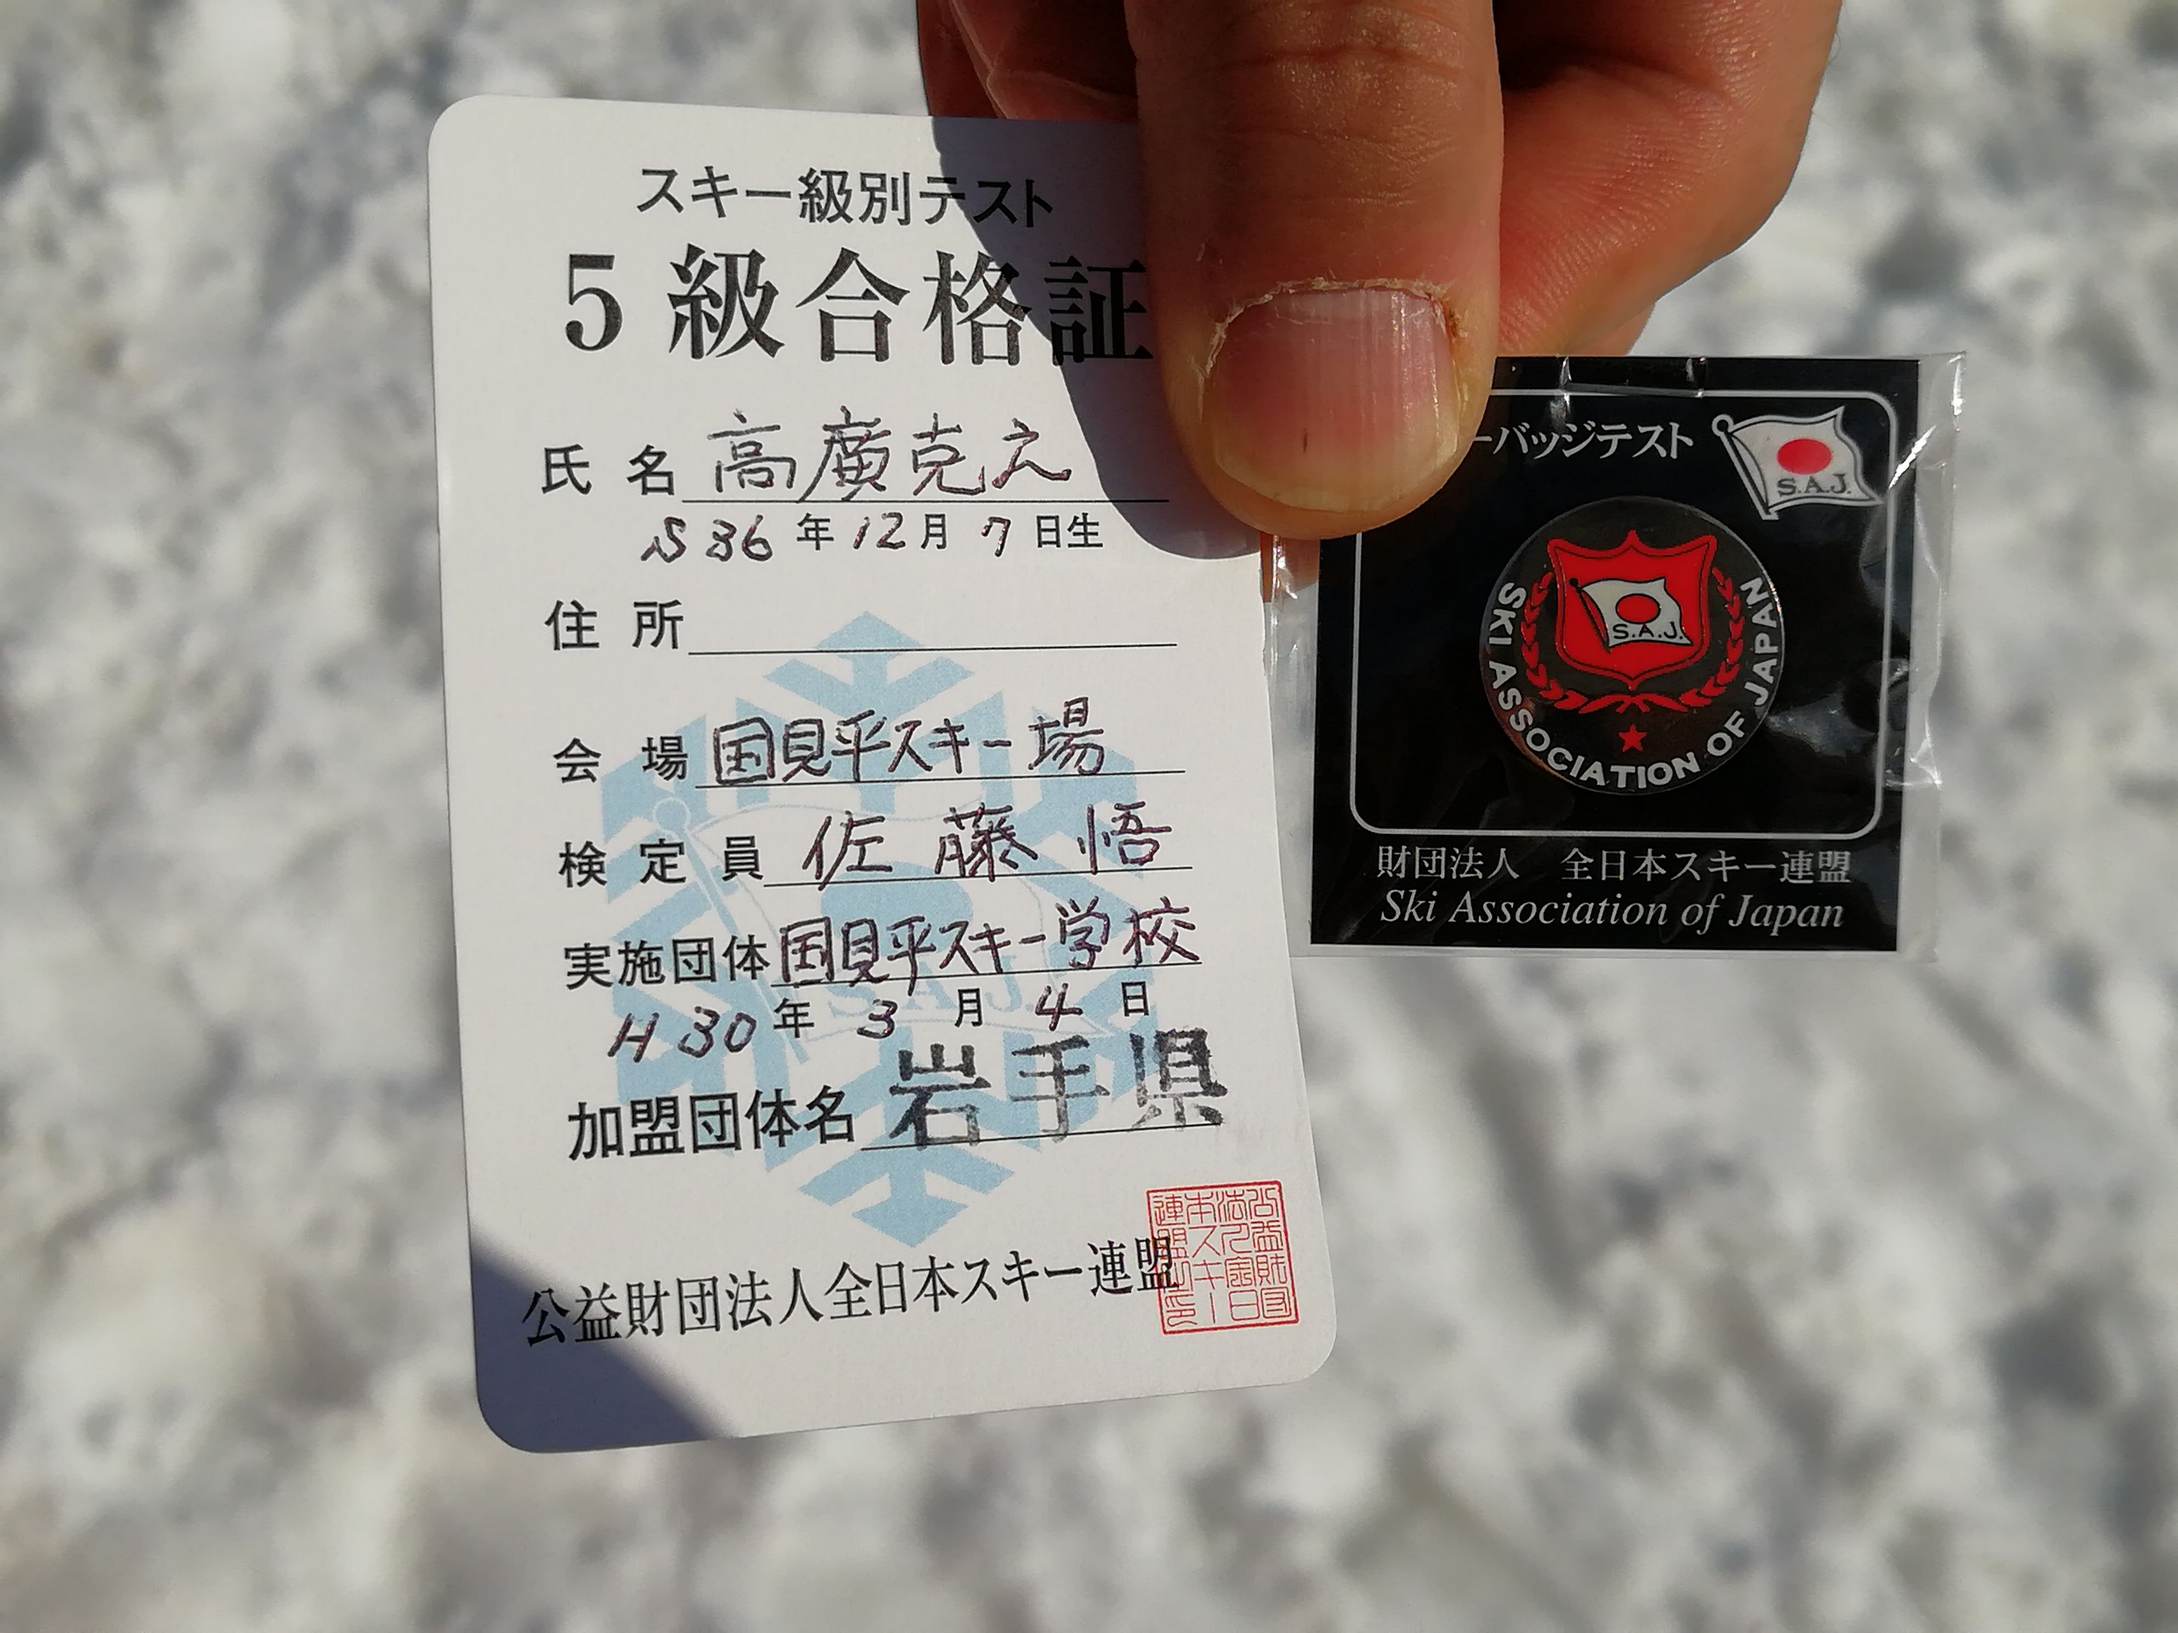 スキー級別テスト
5級合格証
氏 名 高廣克之
S36年12月7日生
住 所
会 場 国見平スキー場
検 定 員 佐藤悟
実施団体 国見平スキー学校
H30年3月4日
加盟団体名 岩手県
公益財団法人全日本スキー連盟
ーバッジテスト
S.A.J.
S.A.J.
SKI ASSOCIATION OF JAPAN
財団法人 全日本スキー連盟
Ski Association of Japan